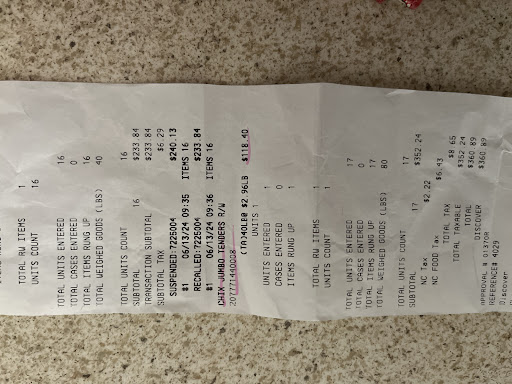 TOTAL RW ITEMS 1
UNITS COUNT 16
TOTAL UNITS ENTERED 16
TOTAL CASES ENTERED 0
TOTAL ITEMS RUNG UP 16
TOTAL WEIGHED GOODS (LBS) 40
TOTAL UNITS COUNT 16
SUBTOTAL 16 $233.84
TRANSACTION SUBTOTAL $233.84
SUBTOTAL TAX $6.29
SUSPENDED:7225004 $240.13
#1 06/13/24 09:35 ITEMS 16
RECALLED:7225004 $233.84
#1 06/13/24 09:36 ITEMS 16
CHIX JUMBO TENDERS R/W
20777144000
(TA)40LB@ $2.96LB $118.40
UNITS 1
UNITS ENTERED 1
CASES ENTERED 0
ITEMS RUNG UP 1
TOTAL RW ITEMS 1
UNITS COUNT 1
TOTAL UNITS ENTERED 17
TOTAL CASES ENTERED 0
TOTAL ITEMS RUNG UP 17
TOTAL WEIGHED GOODS (LBS) 80
TOTAL UNITS COUNT 17
SUBTOTAL 17 $352.24
NC Tax $2.22
NC FOOD Tax $6.43
TOTAL TAX $8.65
TOTAL TAXABLE $352.24
TOTAL $360.89
DISCOVER $360.89
APPROVAL # 01370R
REFERENCE# 4029
Discover